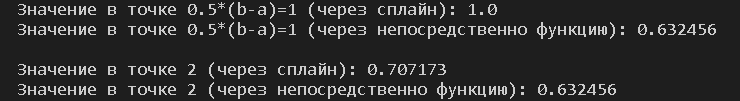 Значение в точке 0.5*(b-a)=1 (через сплайн): 1.0
Значение в точке 0.5*(b-a)=1 (через непосредственно функцию): 0.632456
Значение в точке 2 (через сплайн): 0.707173
Значение в точке 2 (через непосредственно функцию): 0.632456